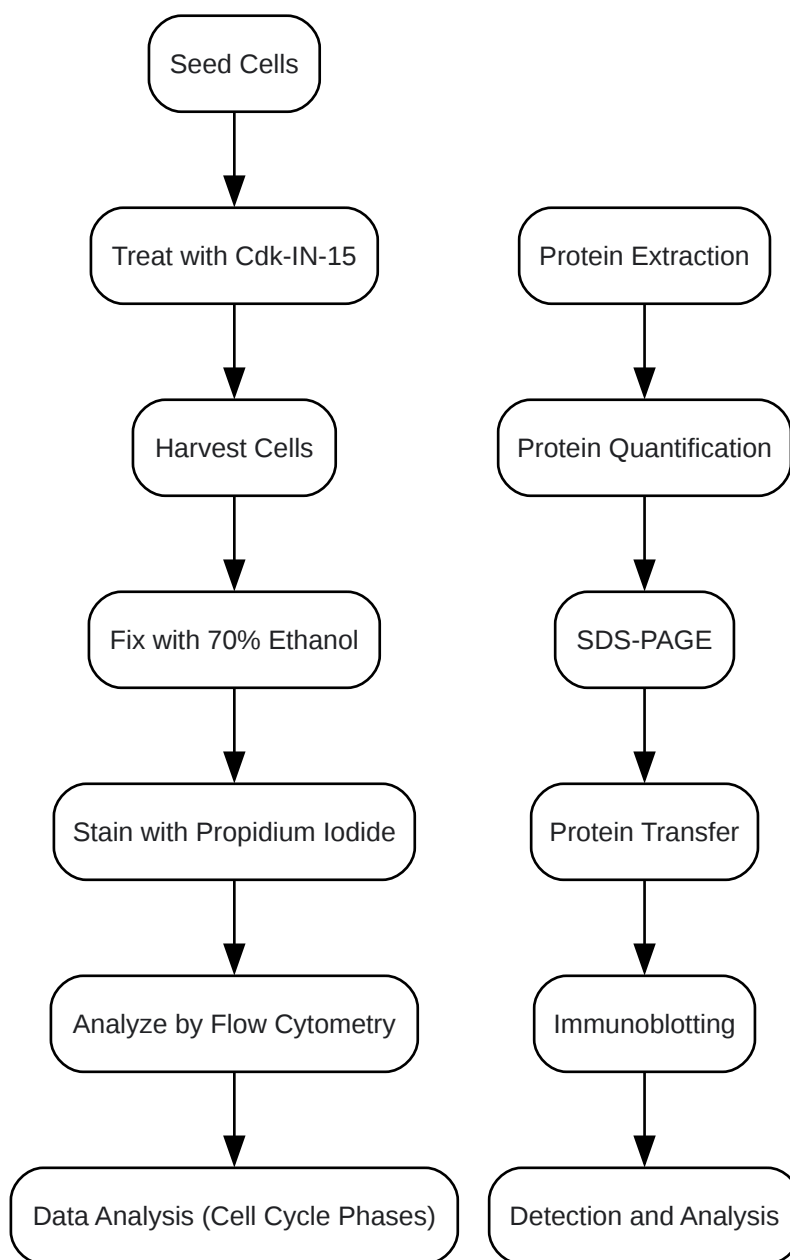 Seed Cells
Treat with Cdk-IN-15
Harvest Cells
Fix with 70% Ethanol
Stain with Propidium Iodide
Analyze by Flow Cytometry
Data Analysis (Cell Cycle Phases)
Protein Extraction
Protein Quantification
SDS-PAGE
Protein Transfer
Immunoblotting
Detection and Analysis